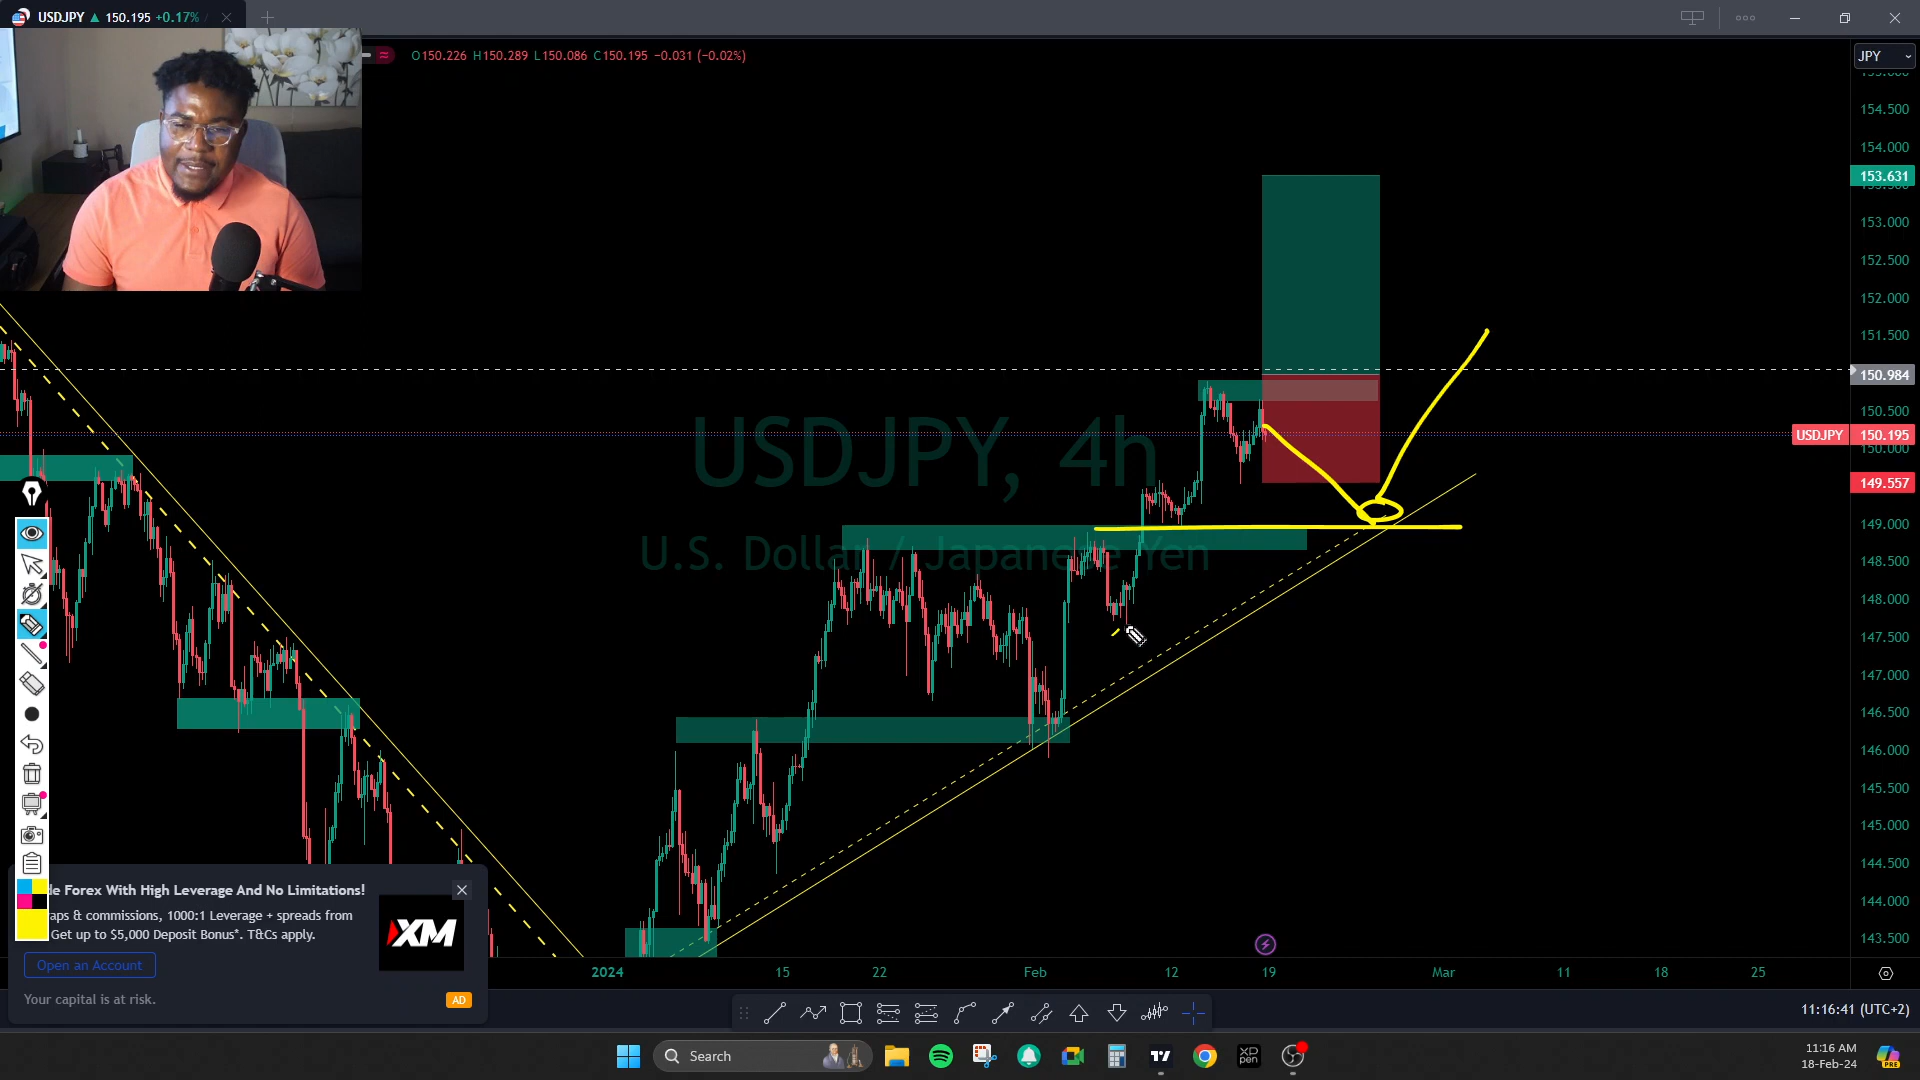 USDJPY ▲ 150.195 +0.17% /
O150.226 H150.289 L150.086 C150.195 −0.031 (−0.02%)
JPY
154.500
154.000
153.631
153.000
152.500
152.000
151.500
150.984
150.500
USDJPY 150.195
150.000
149.557
149.000
148.500
148.000
147.500
147.000
146.500
146.000
145.500
145.000
144.500
144.000
143.500
USDJPY, 4h
U.S. Dollar / Japanese Yen
de Forex With High Leverage And No Limitations!
aps & commissions, 1000:1 Leverage + spreads from
Get up to $5,000 Deposit Bonus*. T&Cs apply.
XM
Open an Account
Your capital is at risk.
AD
2024 15 22 Feb 12 19 Mar 11 18 25
11:16:41 (UTC+2)
Search
XP
pen
11:16 AM
18-Feb-24
PRE